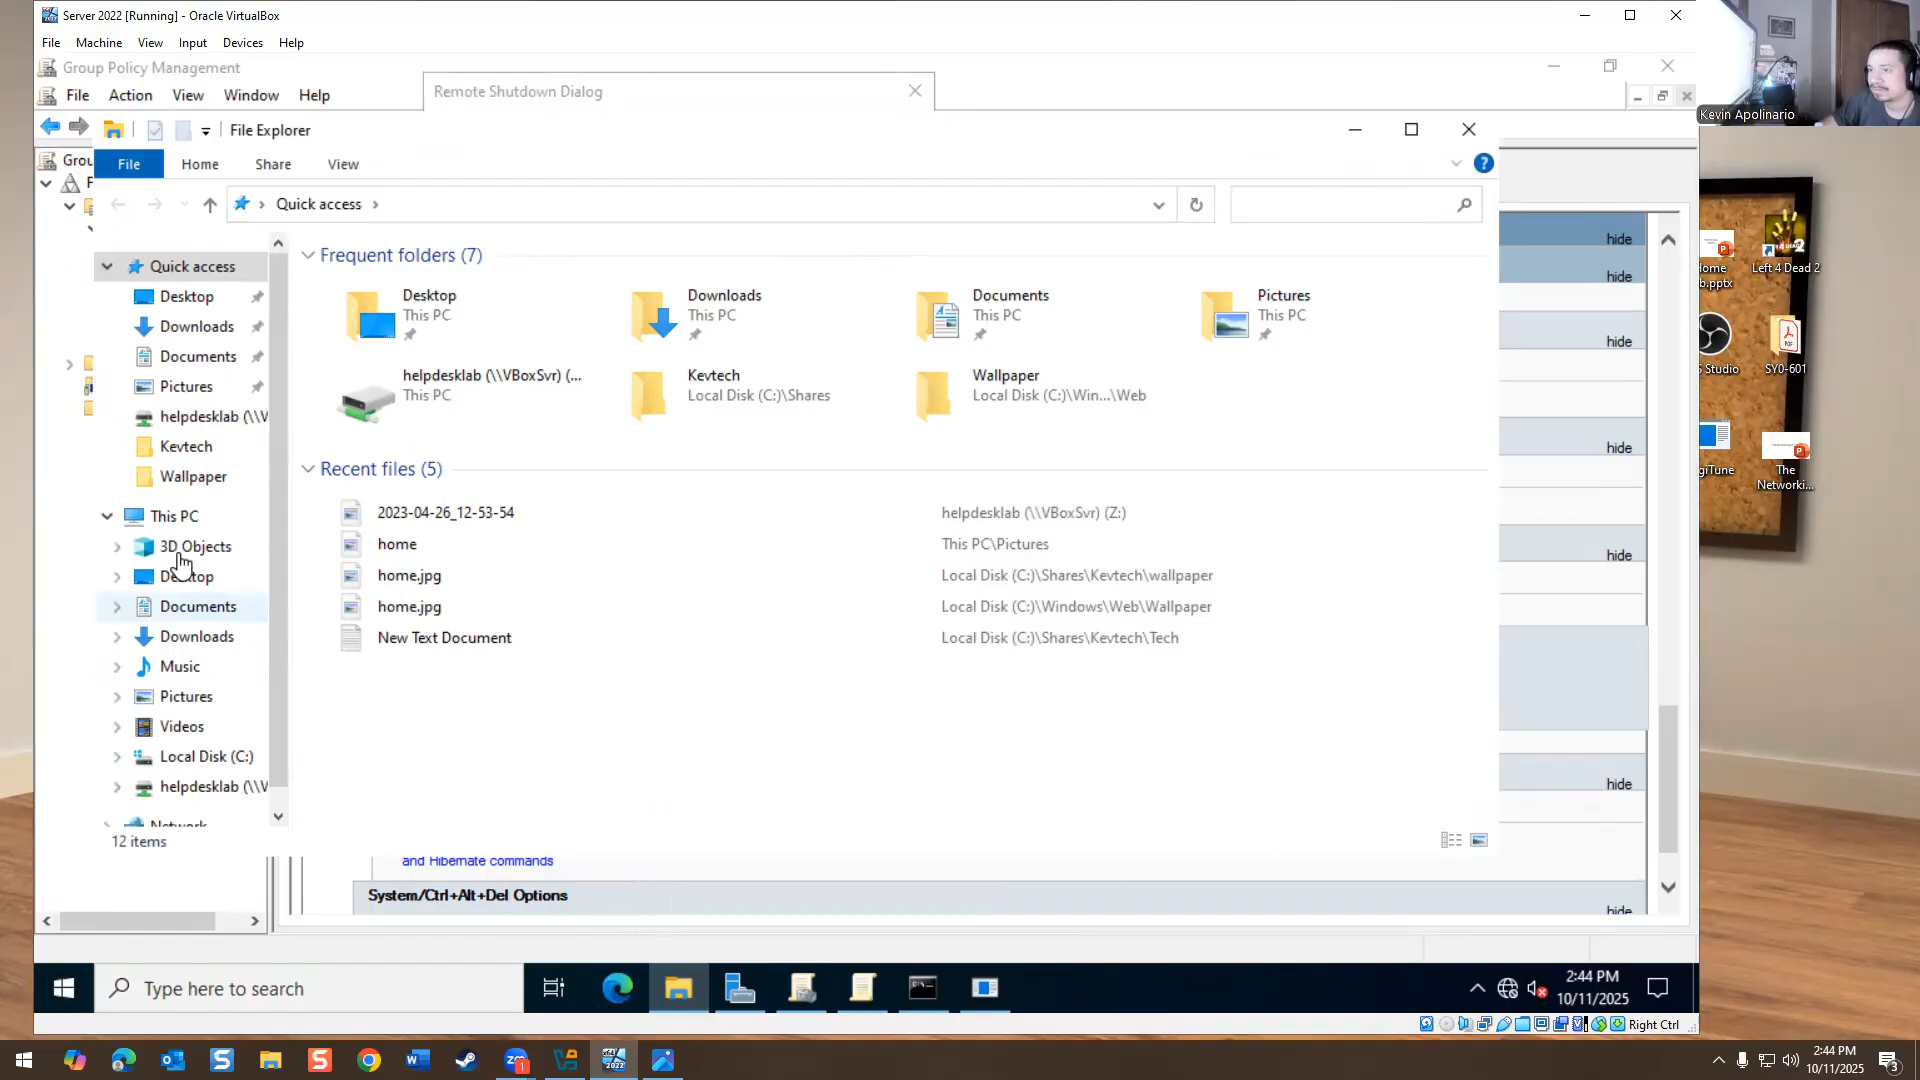 Server 2022 [Running] - Oracle VirtualBox
File Machine View Input Devices Help
Group Policy Management
File Action View Window Help
Remote Shutdown Dialog
File Explorer
Kevin Apolinario
File Home Share View
Quick access
Quick access
Desktop
Downloads
Documents
Pictures
helpdesklab (\\V
Kevtech
Wallpaper
This PC
3D Objects
Desktop
Documents
Downloads
Music
Pictures
Videos
Local Disk (C:)
helpdesklab (\\V
Network
12 items
Frequent folders (7)
Desktop
This PC
Downloads
This PC
Documents
This PC
Pictures
This PC
helpdesklab (\\VBoxSvr) (...
This PC
Kevtech
Local Disk (C:)\Shares
Wallpaper
Local Disk (C:)\Win...\Web
Recent files (5)
2023-04-26_12-53-54 helpdesklab (\\VBoxSvr) (Z:)
home This PC\Pictures
home.jpg Local Disk (C:)\Shares\Kevtech\wallpaper
home.jpg Local Disk (C:)\Windows\Web\Wallpaper
New Text Document Local Disk (C:)\Shares\Kevtech\Tech
hide
hide
hide
hide
hide
hide
and Hibernate commands
System/Ctrl+Alt+Del Options
hide
Left 4 Dead 2
Studio
SY0-601
The
Networki...
Type here to search
2:44 PM
10/11/2025
Right Ctrl
2:44 PM
10/11/2025
3